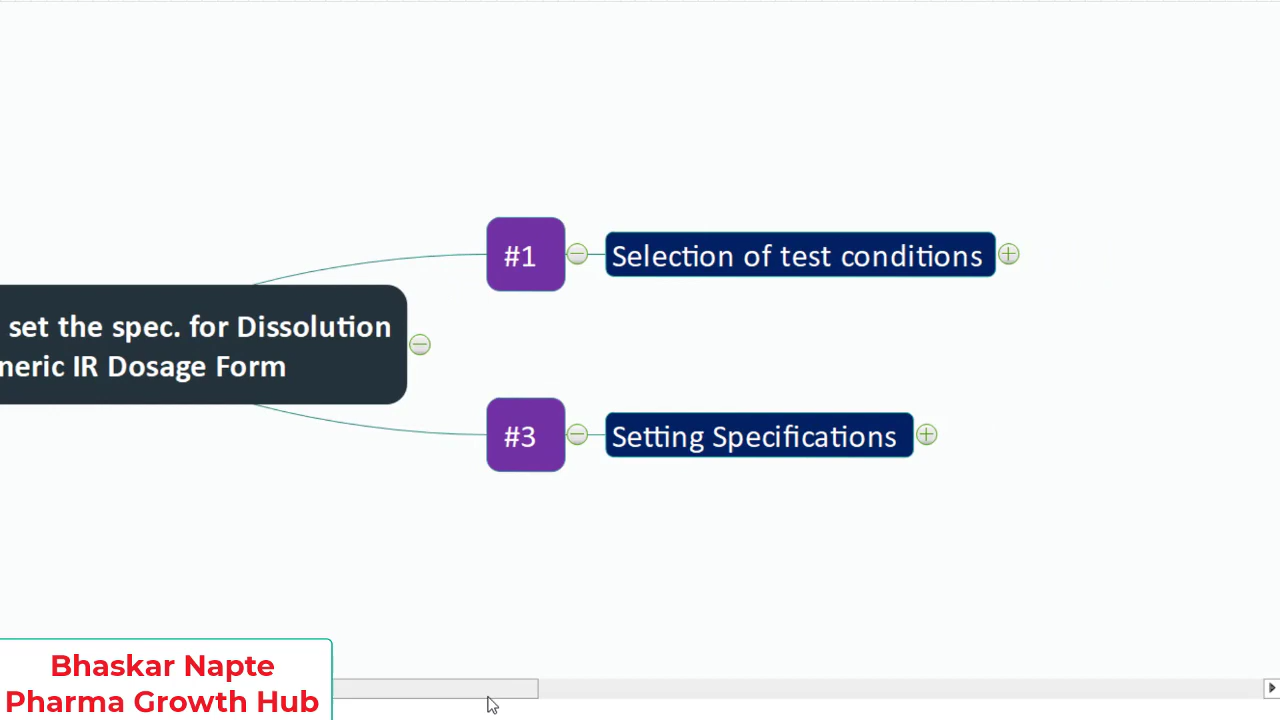 #1
Selection of test conditions
set the spec. for Dissolution
neric IR Dosage Form
#3
Setting Specifications
Bhaskar Napte
Pharma Growth Hub